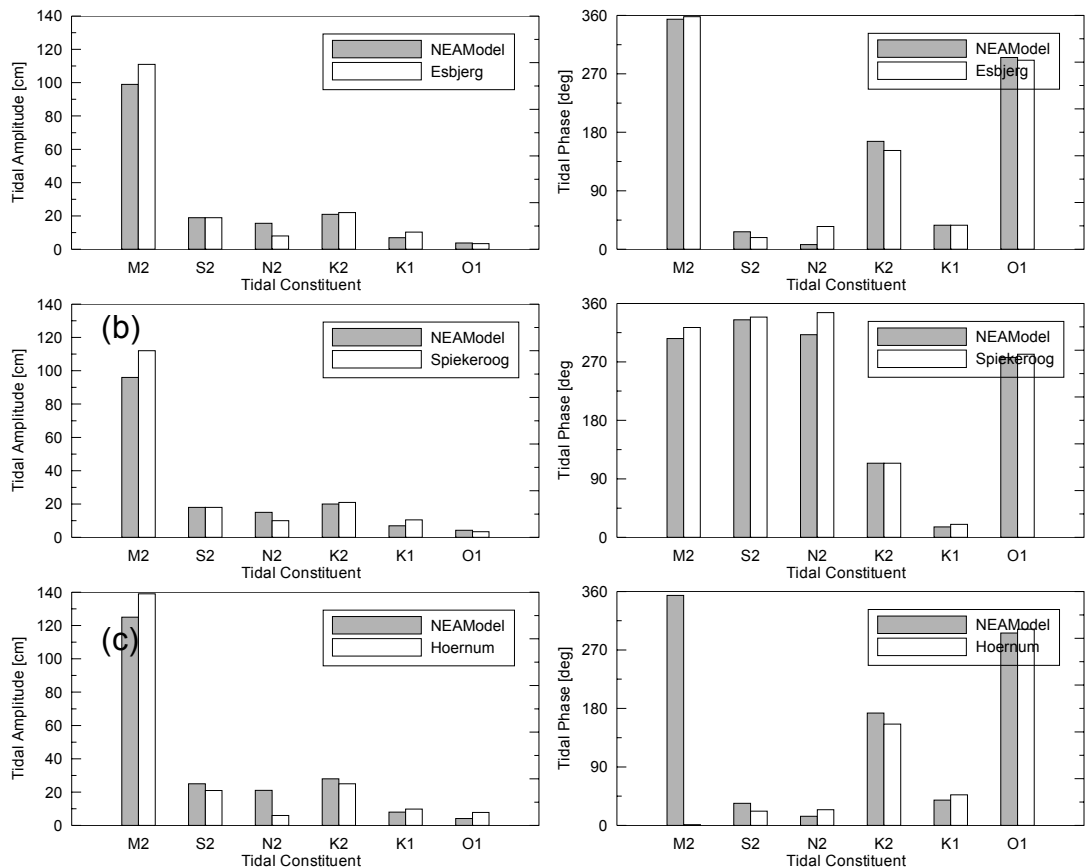 140
120
100
80
60
40
20
0
Tidal Amplitude [cm]
NEAModel
Esbjerg
M2 S2 N2 K2 K1 O1
Tidal Constituent
360
270
180
90
0
Tidal Phase [deg]
NEAModel
Esbjerg
M2 S2 N2 K2 K1 O1
Tidal Constituent
(b)
140
120
100
80
60
40
20
0
Tidal Amplitude [cm]
NEAModel
Spiekeroog
M2 S2 N2 K2 K1 O1
Tidal Constituent
360
270
180
90
0
Tidal Phase [deg
NEAModel
Spiekeroog
M2 S2 N2 K2 K1 O1
Tidal Constituent
(c)
140
120
100
80
60
40
20
0
Tidal Amplitude [cm]
NEAModel
Hoernum
M2 S2 N2 K2 K1 O1
Tidal Constituent
360
270
180
90
0
Tidal Phase [deg]
NEAModel
Hoernum
M2 S2 N2 K2 K1 O1
Tidal Constituent